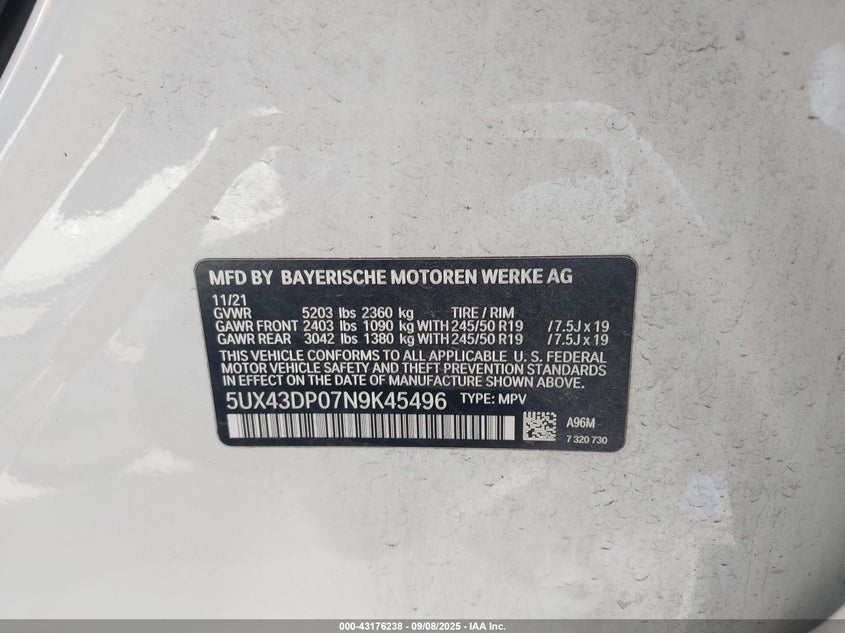 MFD BY BAYERISCHE MOTOREN WERKE AG
11/21
GVWR 5203 lbs 2360 kg TIRE / RIM
GAWR FRONT 2403 lbs 1090 kg WITH 245/50 R19 / 7.5J x 19
GAWR REAR 3042 lbs 1380 kg WITH 245/50 R19 / 7.5J x 19
THIS VEHICLE CONFORMS TO ALL APPLICABLE U. S. FEDERAL
MOTOR VEHICLE SAFETY AND THEFT PREVENTION STANDARDS
IN EFFECT ON THE DATE OF MANUFACTURE SHOWN ABOVE.
5UX43DP07N9K45496 TYPE: MPV
A96M
7 320 730
000-43176238 - 09/08/2025 - IAA Inc.